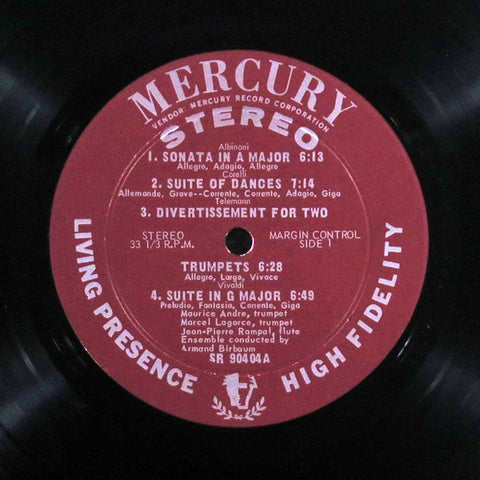 MERCURY
VENDOR: MERCURY RECORD CORPORATION
STEREO
Albinoni
1. SONATA IN A MAJOR 6:13
Allegro, Adagio, Allegro
Corelli
2. SUITE OF DANCES 7:14
Allemande, Grave--Corrente, Corrente, Adagio, Giga
Telemann
3. DIVERTISSEMENT FOR TWO
STEREO
33 1/3 R.P.M.
MARGIN CONTROL
SIDE 1
TRUMPETS 6:28
Allegro, Largo, Vivace
Vivaldi
4. SUITE IN G MAJOR 6:49
Preludio, Fantasia, Corrente, Giga
Maurice Andre, trumpet
Marcel Lagorce, trumpet
Jean-Pierre Rampal, flute
Ensemble conducted by
Armand Birbaum
SR 90404A
LIVING PRESENCE
HIGH FIDELITY